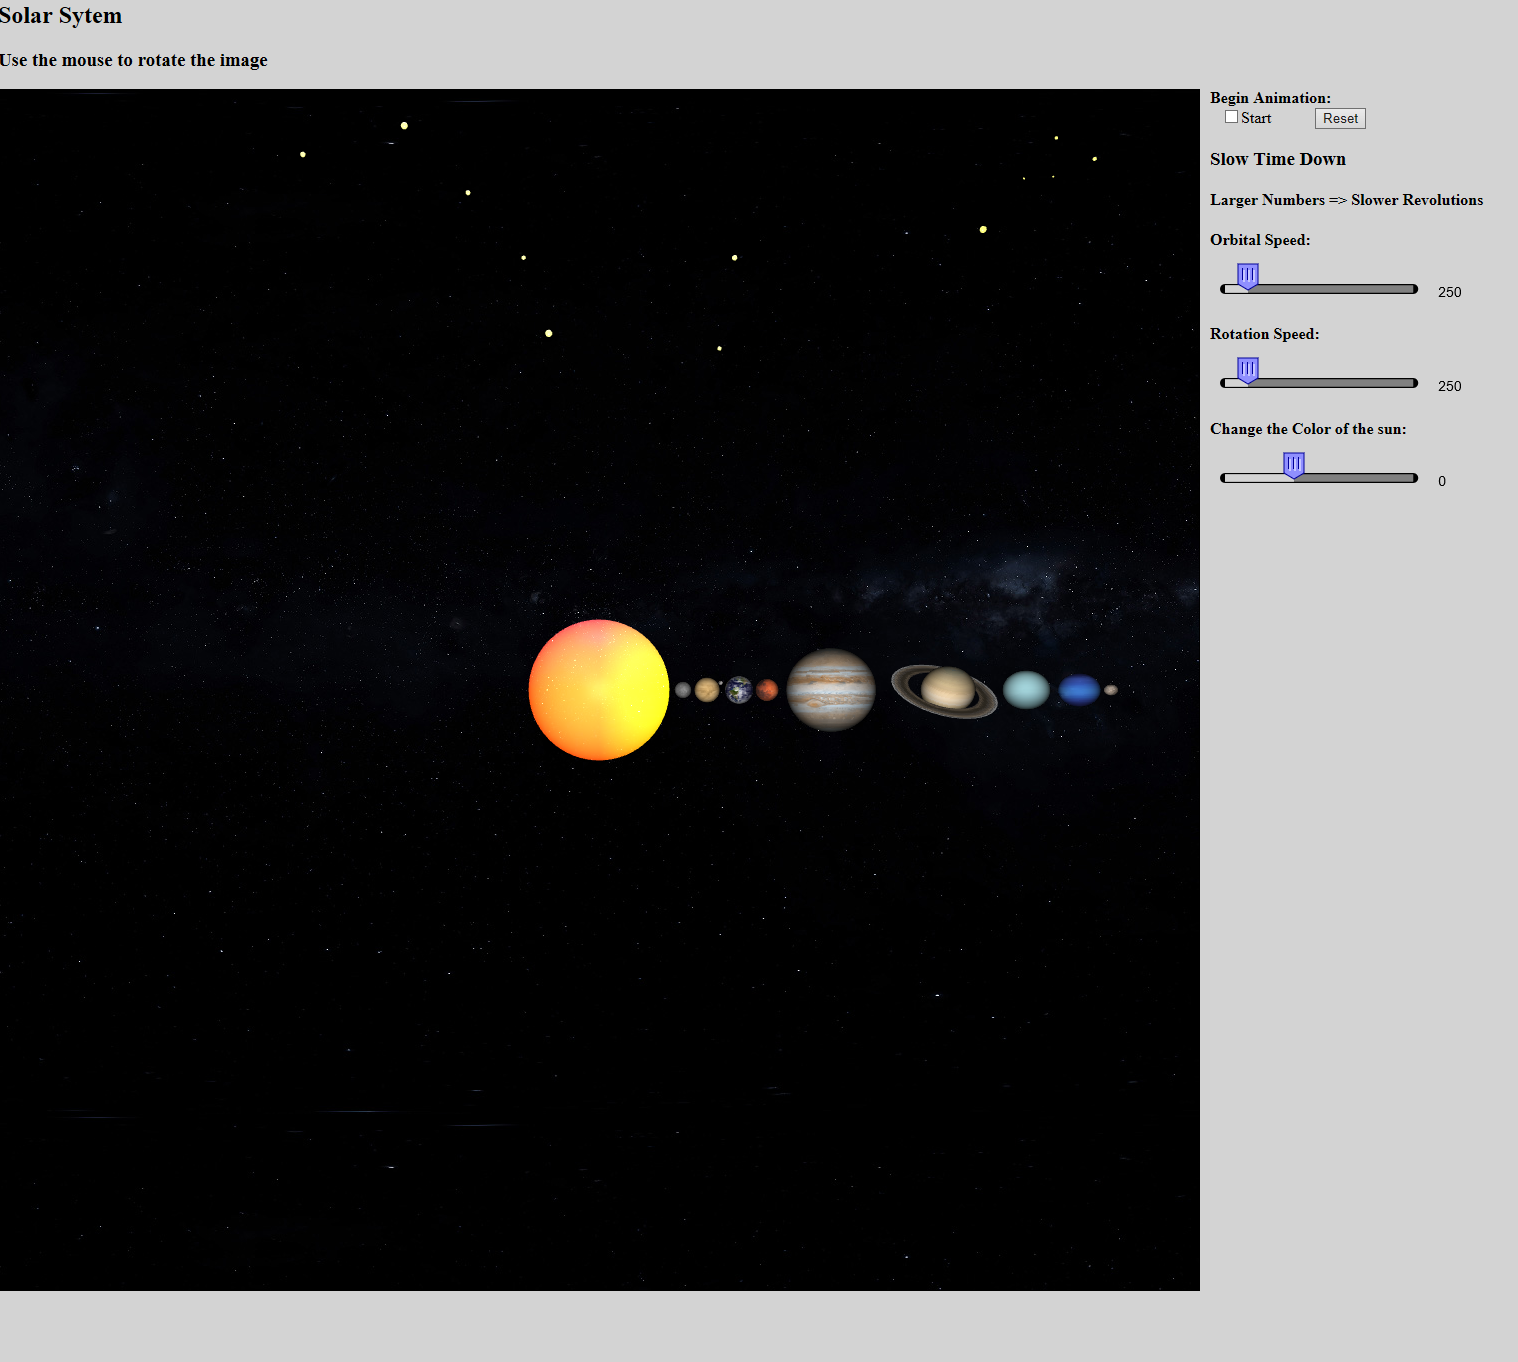 Solar Sytem
Use the mouse to rotate the image
Begin Animation:
Start Reset
Slow Time Down
Larger Numbers => Slower Revolutions
Orbital Speed:
250
Rotation Speed:
250
Change the Color of the sun:
0